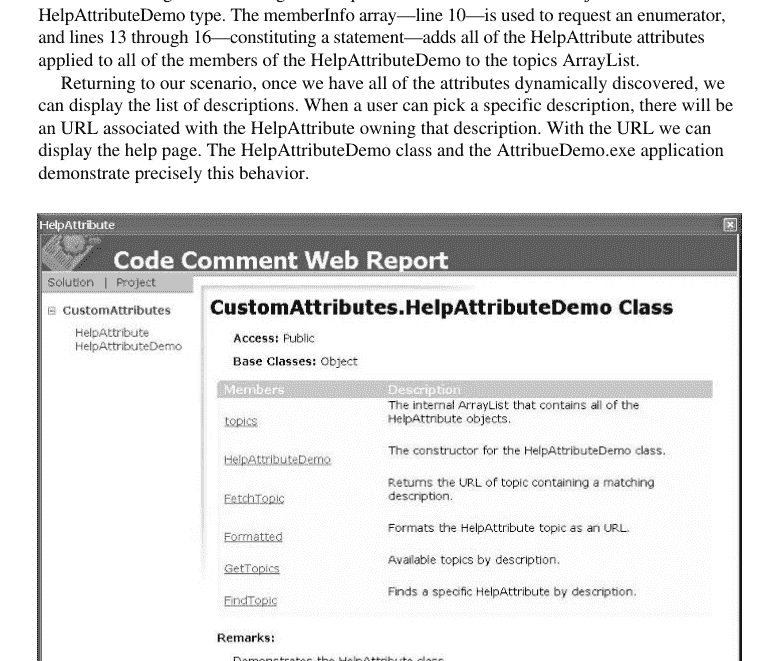 HelpAttributeDemo type. The memberInfo array—line 10—is used to request an enumerator,
and lines 13 through 16—constituting a statement—adds all of the HelpAttribute attributes
applied to all of the members of the HelpAttributeDemo to the topics ArrayList.
Returning to our scenario, once we have all of the attributes dynamically discovered, we
can display the list of descriptions. When a user can pick a specific description, there will be
an URL associated with the HelpAttribute owning that description. With the URL we can
display the help page. The HelpAttributeDemo class and the AttribueDemo.exe application
demonstrate precisely this behavior.
HelpAttribute
Code Comment Web Report
Solution | Project
CustomAttributes
HelpAttribute
HelpAttributeDemo
CustomAttributes.HelpAttributeDemo Class
Access: Public
Base Classes: Object
Members Description
topics The internal ArrayList that contains all of the
HelpAttribute objects.
HelpAttributeDemo The constructor for the HelpAttributeDemo class.
FetchTopic Returns the URL of topic containing a matching
description.
Formatted Formats the HelpAttribute topic as an URL.
GetTopics Available topics by description.
FindTopic Finds a specific HelpAttribute by description.
Remarks:
Demonstrates the HelpAttribute class